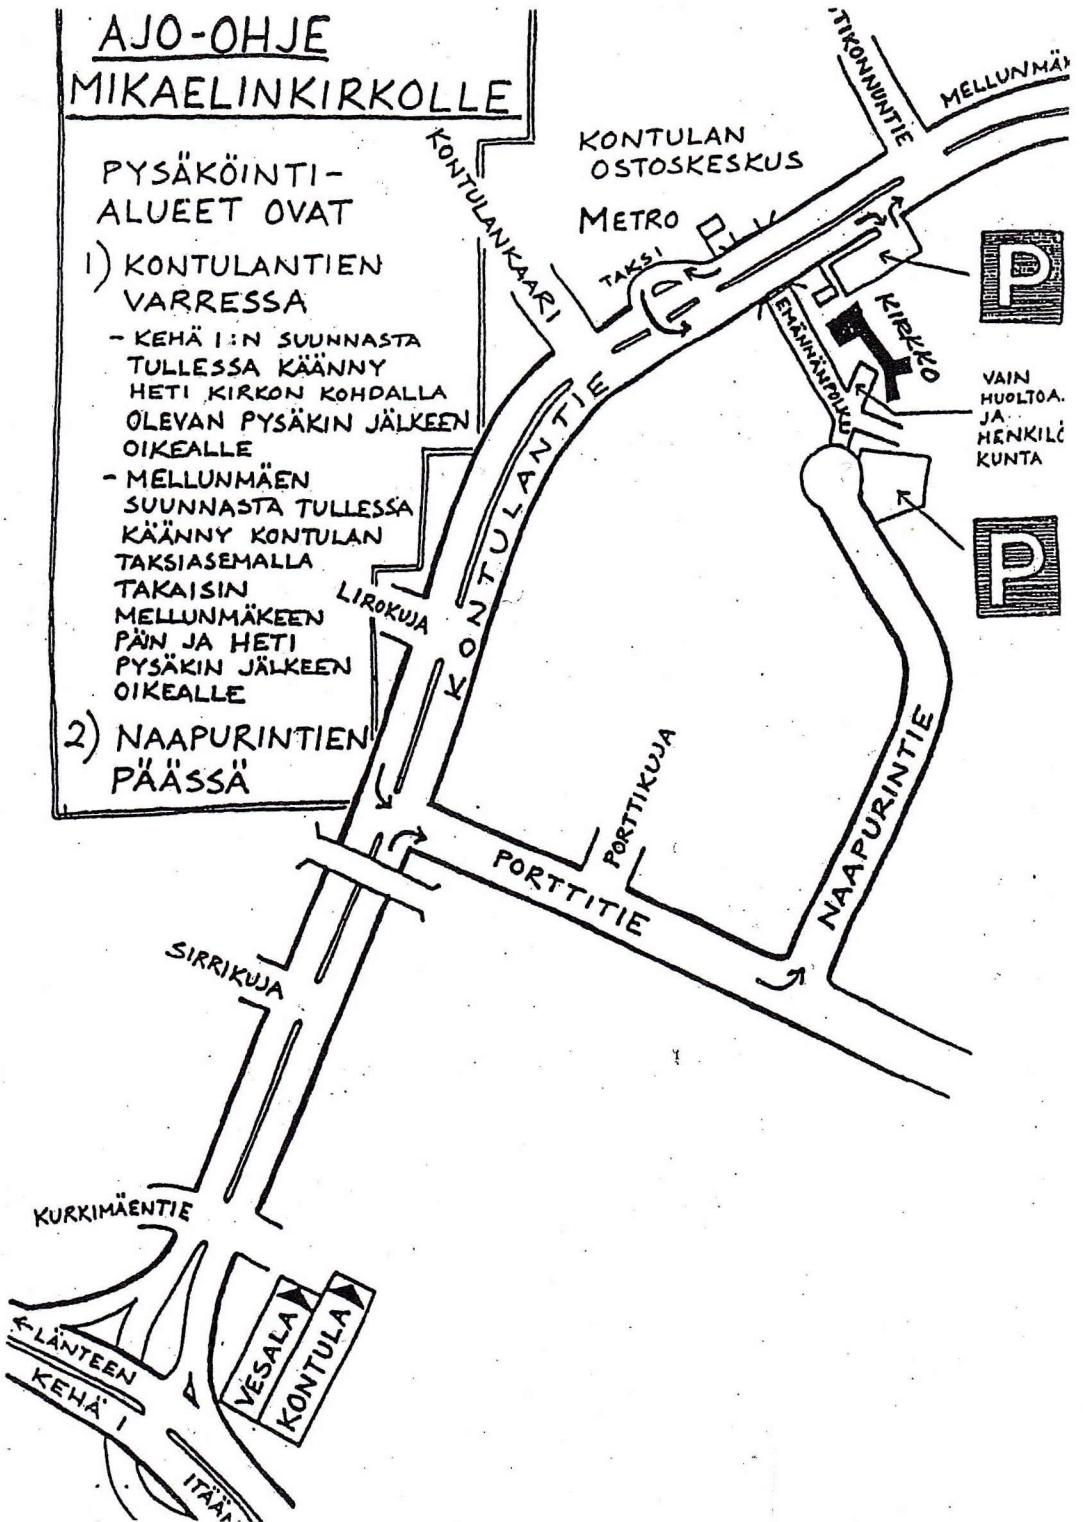 AJO-OHJE
MIKAELINKIRKOLLE
PYSÄKÖINTI-
ALUEET OVAT
1) KONTULANTIEN
VARRESSA
- KEHÄ I:N SUUNNASTA
TULLESSA KÄÄNNY
HETI KIRKON KOHDALLA
OLEVAN PYSÄKIN JÄLKEEN
OIKEALLE
- MELLUNMÄEN
SUUNNASTA TULLESSA
KÄÄNNY KONTULAN
TAKSIASEMALLA
TAKAISIN
MELLUNMÄKEEN
PÄIN JA HETI
PYSÄKIN JÄLKEEN
OIKEALLE
2) NAAPURINTIEN
PÄÄSSÄ
KONTULANKAARI
KONTULAN
OSTOSKESKUS
METRO
TAKSI
TIKONNUNTIE
MELLUNMÄ
P
KIRKKO
EMÄNNÄNPOLKU
VAIN
HUOLTOA.
JA
HENKILÖ
KUNTA
P
KONTULANTIE
LIROKUJA
NAAPURINTIE
PORTTIKUJA
PORTTITIE
SIRRIKUJA
KURKIMÄENTIE
VESALA
KONTULA
←LÄNTEEN
KEHÄ I
ITÄÄN